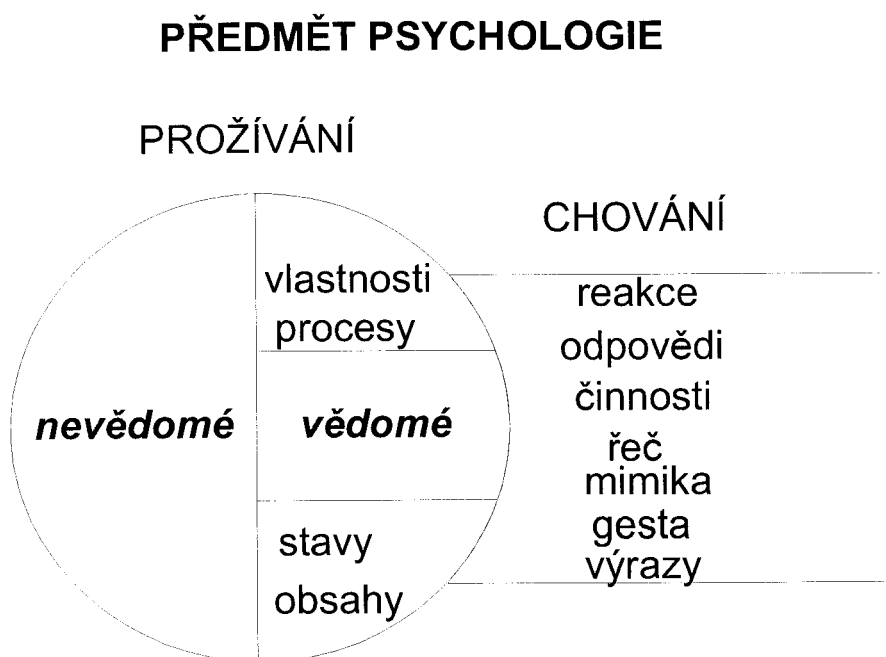 PŘEDMĚT PSYCHOLOGIE
PROŽÍVÁNÍ
CHOVÁNÍ
vlastnosti
procesy
nevědomé
vědomé
stavy
obsahy
reakce
odpovědi
činnosti
řeč
mimika
gesta
výrazy